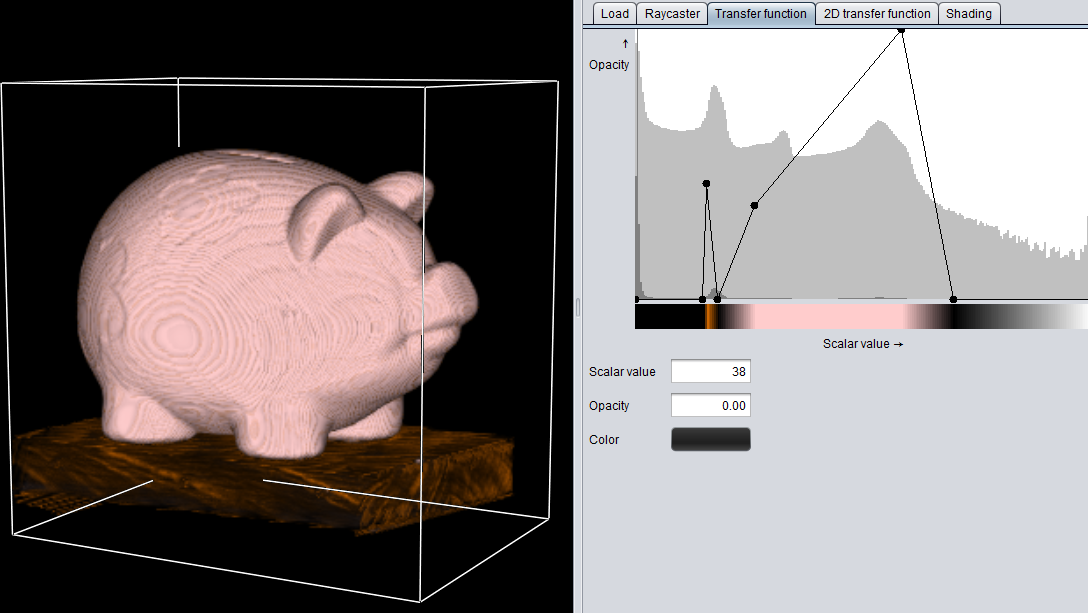 Load Raycaster Transfer function 2D transfer function Shading
↑
Opacity
Scalar value →
Scalar value 38
Opacity 0.00
Color